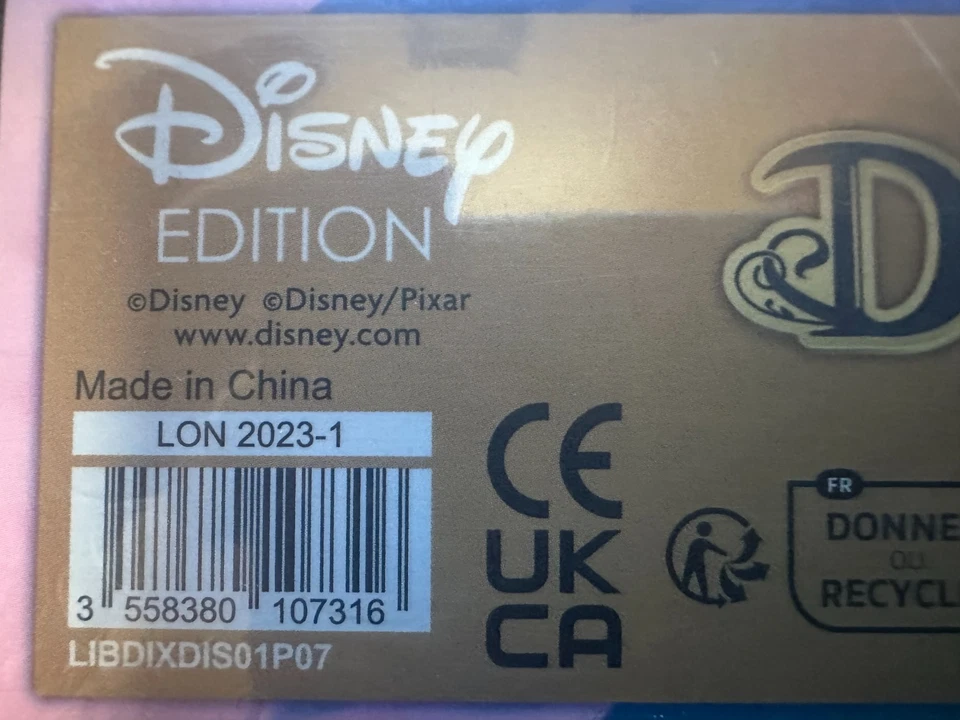 Disney
EDITION
©Disney ©Disney/Pixar
www.disney.com
Made in China
LON 2023-1
3 558380 107316
LIBDIXDIS01P07
CE
UK
CA
D
FR
DONNE
OU
RECYCL